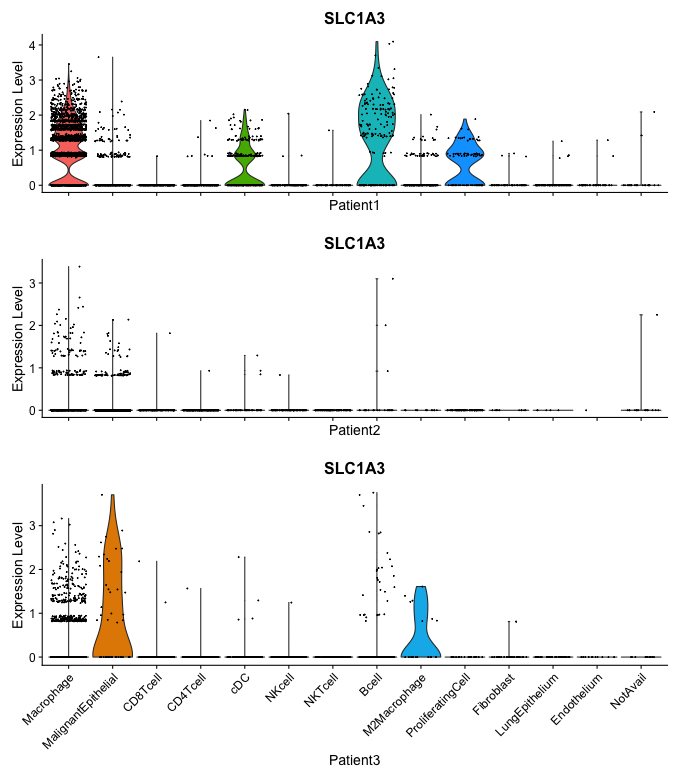 SLC1A3
Expression Level
4
3
2
1
0
Patient1
SLC1A3
Expression Level
3
2
1
0
Patient2
SLC1A3
Expression Level
3
2
1
0
Macrophage
MalignantEpithelial
CD8Tcell
CD4Tcell
cDC
NKcell
NKTcell
Bcell
M2Macrophage
ProliferatingCell
Fibroblast
LungEpithelium
Endothelium
NotAvail
Patient3